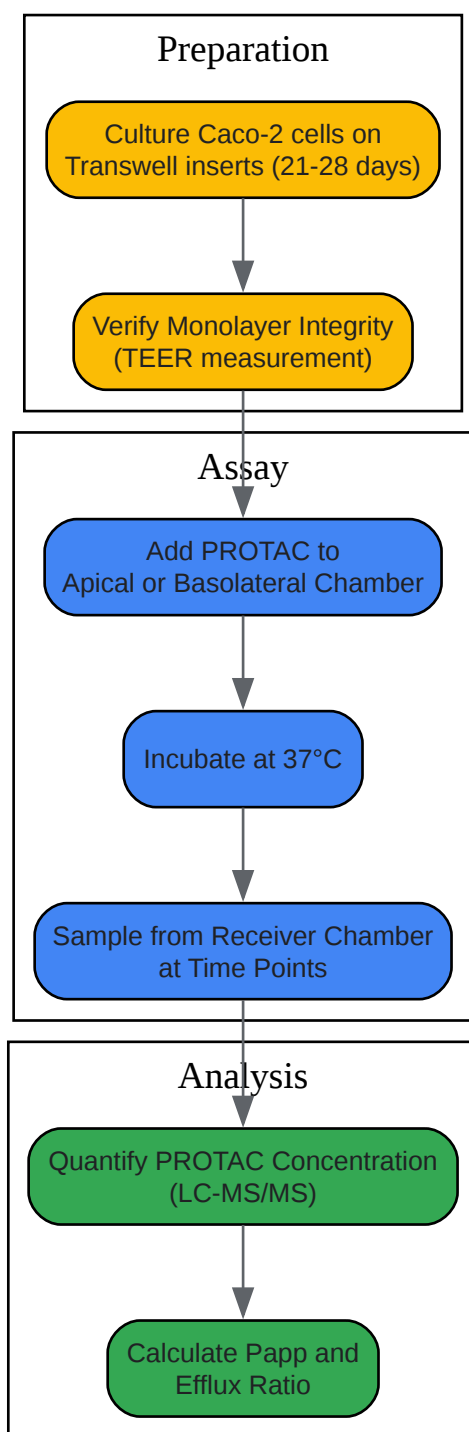 Preparation
Culture Caco-2 cells on
Transwell inserts (21-28 days)
Verify Monolayer Integrity
(TEER measurement)
Assay
Add PROTAC to
Apical or Basolateral Chamber
Incubate at 37°C
Sample from Receiver Chamber
at Time Points
Analysis
Quantify PROTAC Concentration
(LC-MS/MS)
Calculate Papp and
Efflux Ratio